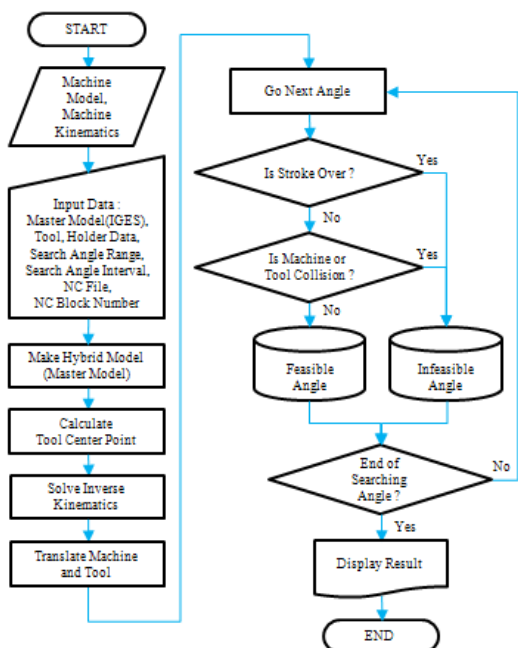 START
Machine
Model,
Machine
Kinematics
Input Data :
Master Model(IGES),
Tool, Holder Data,
Search Angle Range,
Search Angle Interval,
NC File,
NC Block Number
Make Hybrid Model
(Master Model)
Calculate
Tool Center Point
Solve Inverse
Kinematics
Translate Machine
and Tool
Go Next Angle
Is Stroke Over ?
Yes
No
Is Machine or
Tool Collision ?
Yes
No
Feasible
Angle
Infeasible
Angle
End of
Searching
Angle ?
No
Yes
Display Result
END